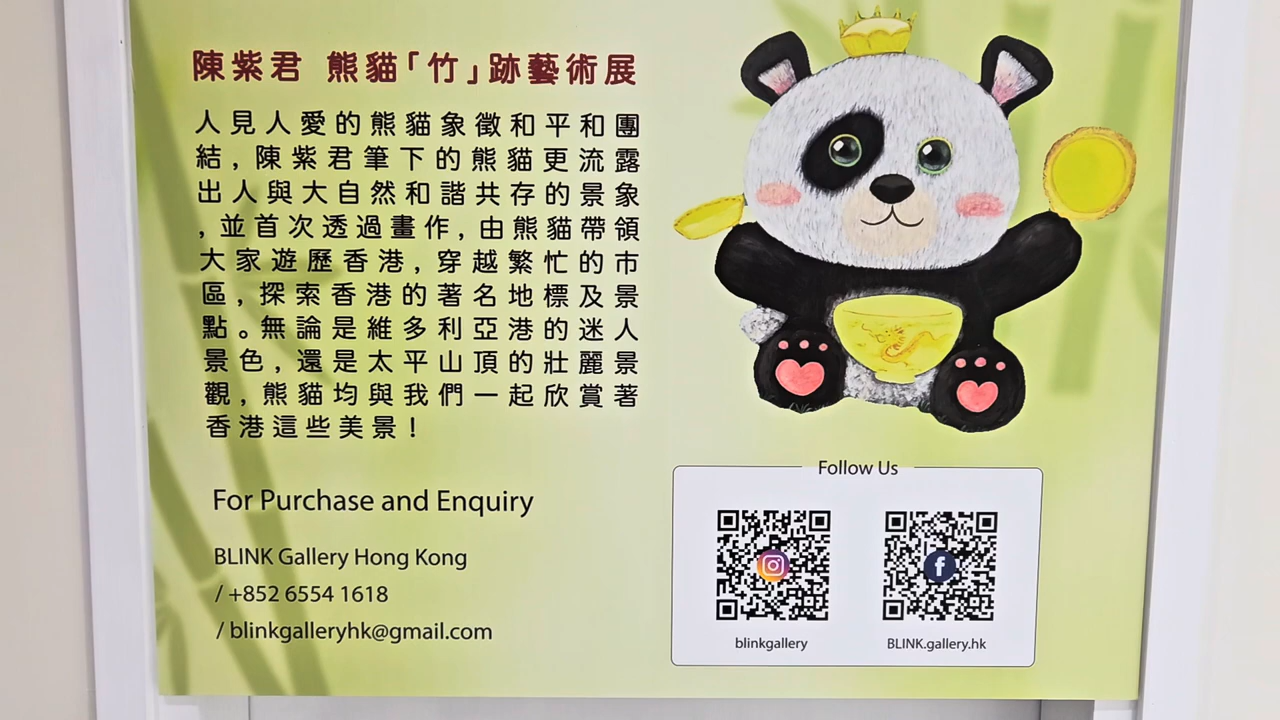 陳紫君 熊貓「竹」跡藝術展
人見人愛的熊貓象徵和平和團
結,陳紫君筆下的熊貓更流露
出人與大自然和諧共存的景象
,並首次透過畫作,由熊貓帶領
大家遊歷香港,穿越繁忙的市
區,探索香港的著名地標及景
點。無論是維多利亞港的迷人
景色,還是太平山頂的壯麗景
觀,熊貓均與我們一起欣賞著
香港這些美景!
For Purchase and Enquiry
BLINK Gallery Hong Kong
/ +852 6554 1618
/ blinkgalleryhk@gmail.com
Follow Us
blinkgallery
BLINK.gallery.hk